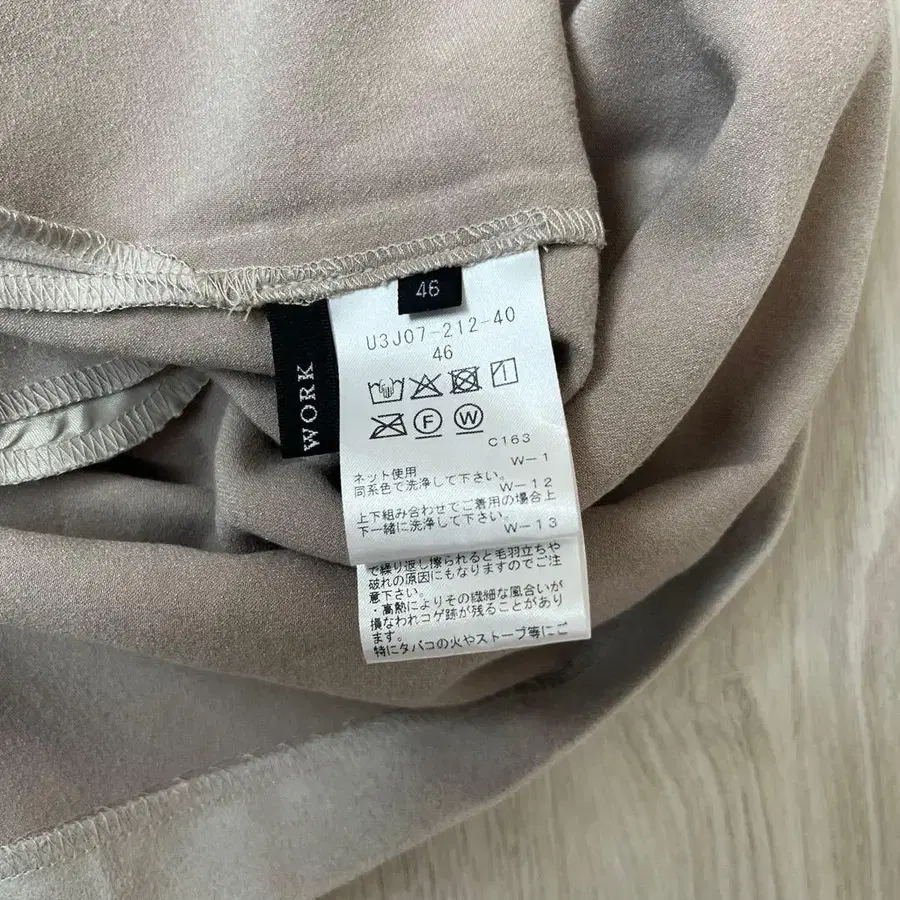 46
WORK
U3J07-212-40
46
F W
C163
ネット使用 W-1
同系色で洗浄して下さい。
W-12
上下組み合わせでご着用の場合上
下一緒に洗浄して下さい。
W-13
で繰り返し擦られると毛羽立ちや
破れの原因にもなりますのでご注
意下さい。
・高熱によりその繊細な風合いが
損なわれコゲ跡が残ることがあり
ます。
特にタバコの火やストーブ等にご